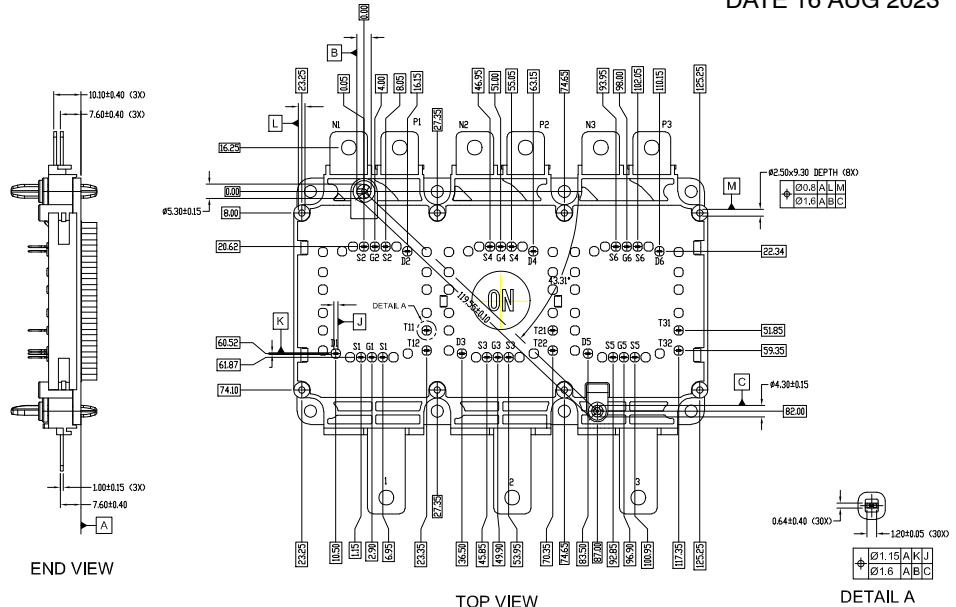 DATE 16 AUG 2023
10.10±0.40 (3X)
7.60±0.40 (3X)
1.00±0.15 (3X)
7.60±0.40
A
END VIEW
0.00
B
23.25
0.05
4.00
8.05
16.15
27.35
46.95
51.00
55.05
63.15
74.65
93.95
98.00
102.05
110.15
125.25
L
N1
P1
N2
P2
N3
P3
16.25
0.00
Ø5.30±0.15
8.00
20.62
K
J
60.52
61.87
74.10
Ø2.50x9.30 DEPTH (8X)
Ø0.8 A L M
Ø1.6 A B C
M
22.34
51.85
59.35
Ø4.30±0.15
C
82.00
S2 G2 S2
D2
S4 G4 S4
D4
S6 G6 S6
D6
43.31°
119.56±0.10
ON
DETAIL A
T11
T12
T21
T22
T31
T32
D1
S1 G1 S1
D3
S3 G3 S3
D5
S5 G5 S5
1
2
3
23.25
10.50
1.15
2.90
6.95
23.35
27.35
36.50
45.85
49.90
53.95
70.35
74.65
83.50
87.00
92.85
96.90
100.95
117.35
125.25
TOP VIEW
0.64±0.40 (30X)
1.20±0.05 (30X)
Ø1.15 A K J
Ø1.6 A B C
DETAIL A